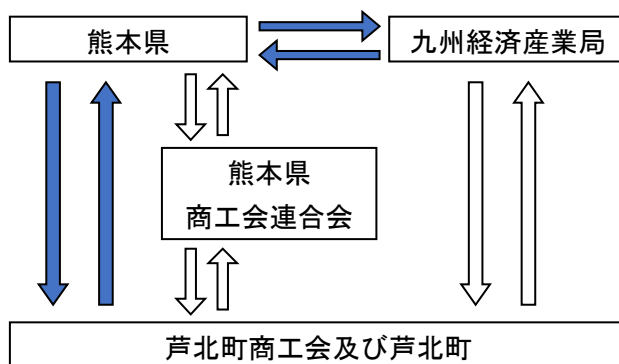 熊本県
九州経済産業局
熊本県
商工会連合会
芦北町商工会及び芦北町